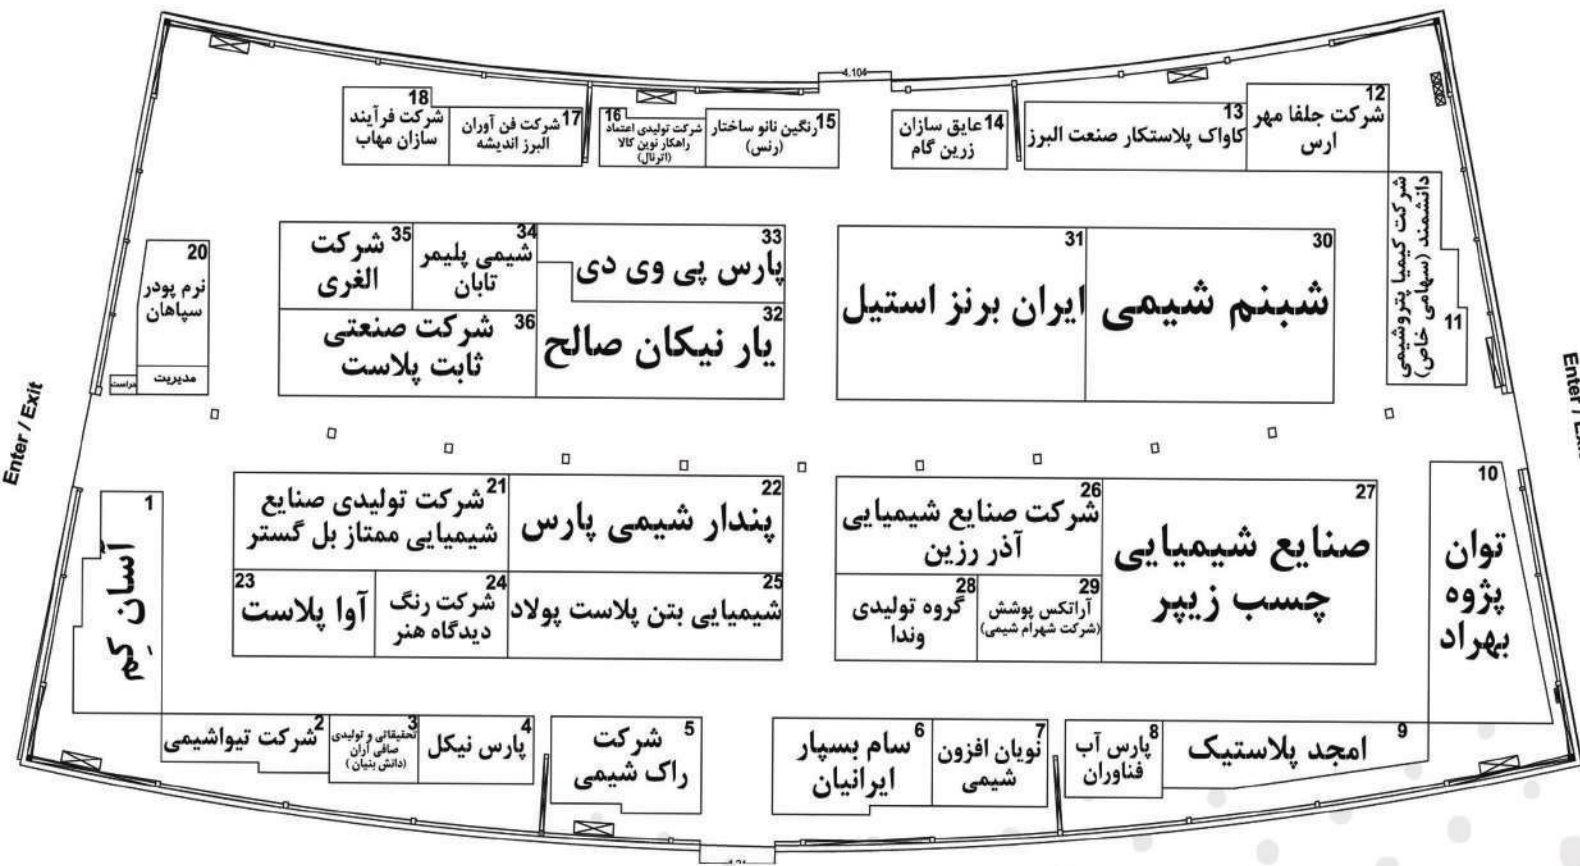 4.104
18
شرکت فرآیند
سازان مهاب
17
شرکت فن آوران
البرز اندیشه
16
شرکت تولیدی اعتماد
راهکار نوین کالا
(اترنال)
15
رنگین نانو ساختار
(رنس)
14
عایق سازان
زرین گام
13
کاواک پلاستکار صنعت البرز
12
شرکت جلفا مهر
ارس
11
شرکت کیمیا پتروشیمی
دانشمند (سهامی خاص)
20
نرم پودر
سپاهان
مدیریت
حراست
35
شرکت
الغری
34
شیمی پلیمر
تابان
33
پارس پی وی دی
36
شرکت صنعتی
ثابت پلاست
32
یار نیکان صالح
31
ایران برنز استیل
30
شبنم شیمی
Enter / Exit
Enter / Exit
1
آسان کِم
21
شرکت تولیدی صنایع
شیمیایی ممتاز بل گستر
22
پندار شیمی پارس
23
آوا پلاست
24
شرکت رنگ
دیدگاه هنر
25
شیمیایی بتن پلاست پولاد
26
شرکت صنایع شیمیایی
آذر رزین
27
صنایع شیمیایی
چسب زیپر
28
گروه تولیدی
وندا
29
آراتکس پوشش
(شرکت شهرام شیمی)
10
توان
پژوه
بهراد
2
شرکت تیواشیمی
3
تحقیقاتی و تولیدی
صافی آران
(دانش بنیان)
4
پارس نیکل
5
شرکت
راک شیمی
6
سام بسپار
ایرانیان
7
نویان افزون
شیمی
8
پارس آب
فناوران
9
امجد پلاستیک